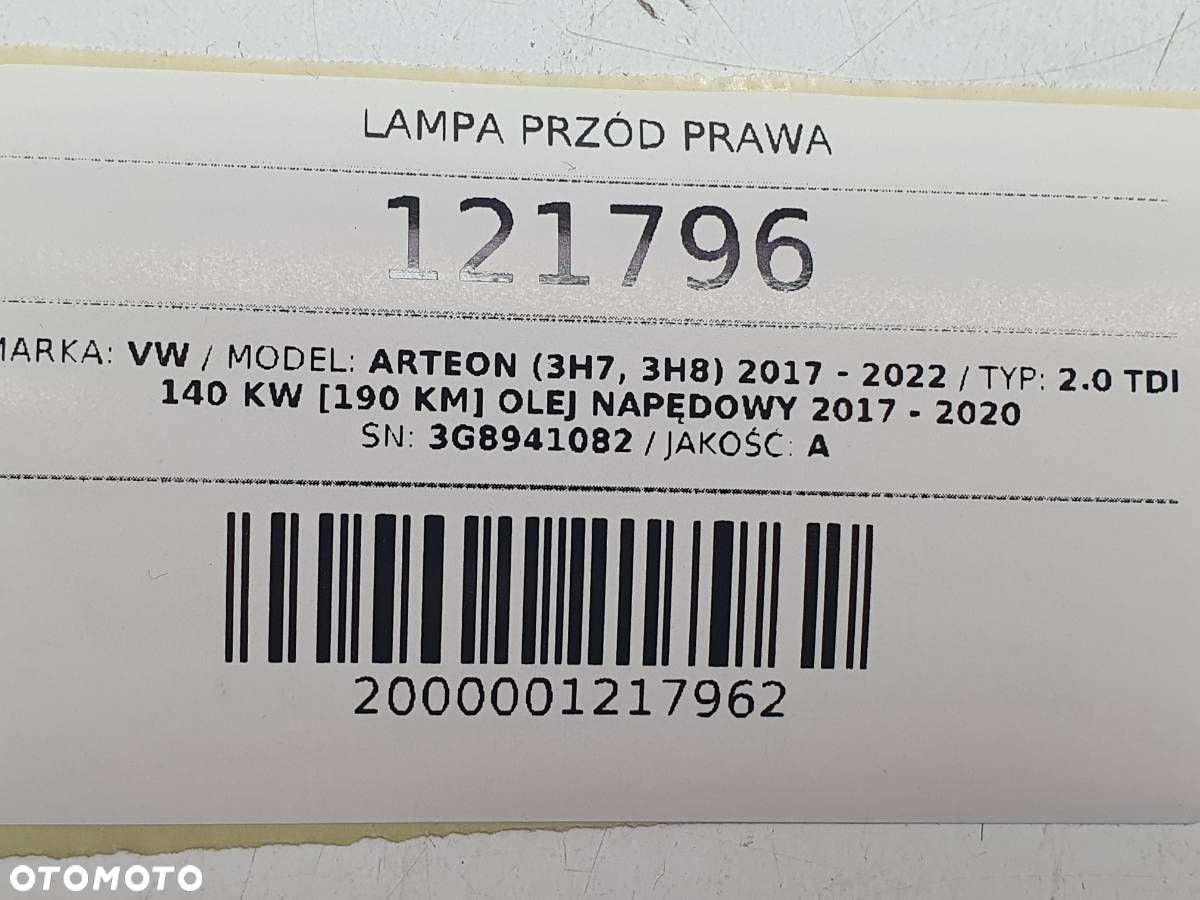 LAMPA PRZÓD PRAWA
121796
MARKA: VW / MODEL: ARTEON (3H7, 3H8) 2017 - 2022 / TYP: 2.0 TDI
140 KW [190 KM] OLEJ NAPĘDOWY 2017 - 2020
SN: 3G8941082 / JAKOŚĆ: A
2000001217962
OTOMOTO